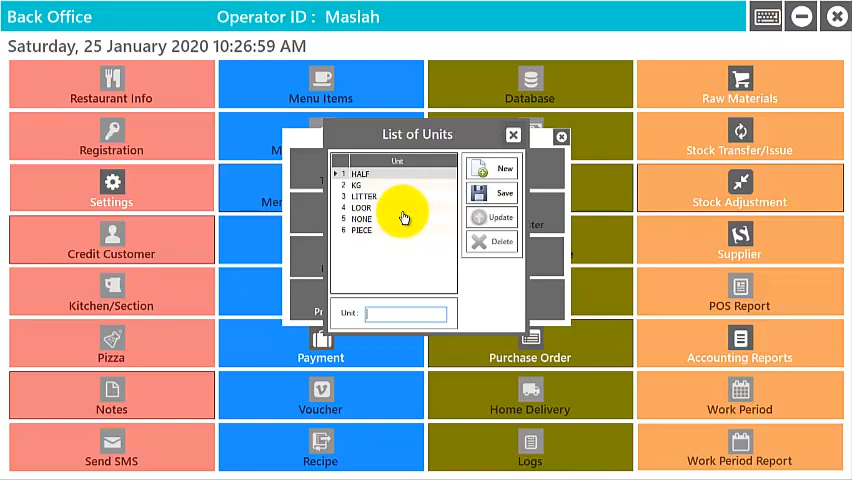 Back Office
Operator ID : Maslah
Saturday, 25 January 2020 10:26:59 AM
Restaurant Info
Menu Items
Database
Raw Materials
Registration
Stock Transfer/Issue
Settings
Stock Adjustment
Credit Customer
Supplier
Kitchen/Section
POS Report
Pizza
Payment
Purchase Order
Accounting Reports
Notes
Voucher
Home Delivery
Work Period
Send SMS
Recipe
Logs
Work Period Report
List of Units
Unit
1 HALF
2 KG
3 LITTER
4 LOOR
5 NONE
6 PIECE
New
Save
Update
Delete
Unit :